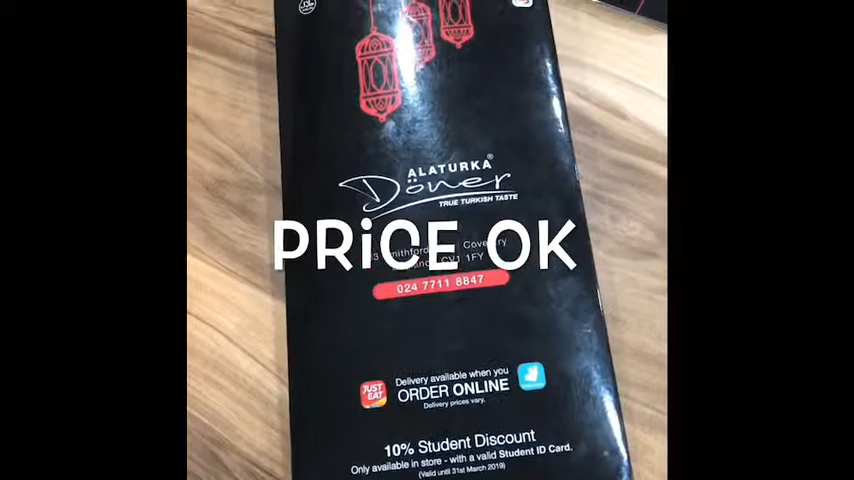 ALATURKA®
Döner
TRUE TURKISH TASTE
PRiCE OK
Coventry
CV1 1FY
024 7711 8847
JUST
EAT
Delivery available when you
ORDER ONLINE
Delivery prices vary.
10% Student Discount
Only available in store - with a valid Student ID Card.
(Valid until 31st March 2019)